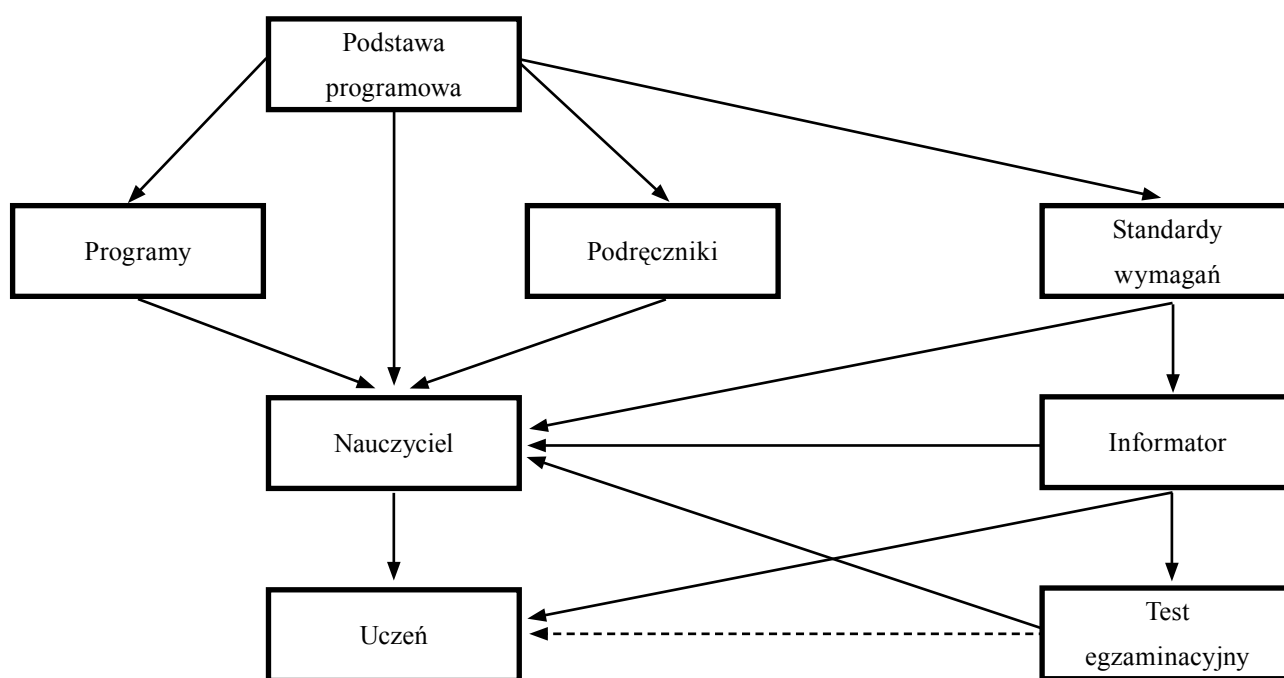 Podstawa
programowa
Programy
Podręczniki
Standardy
wymagań
Nauczyciel
Informator
Uczeń
Test
egzaminacyjny